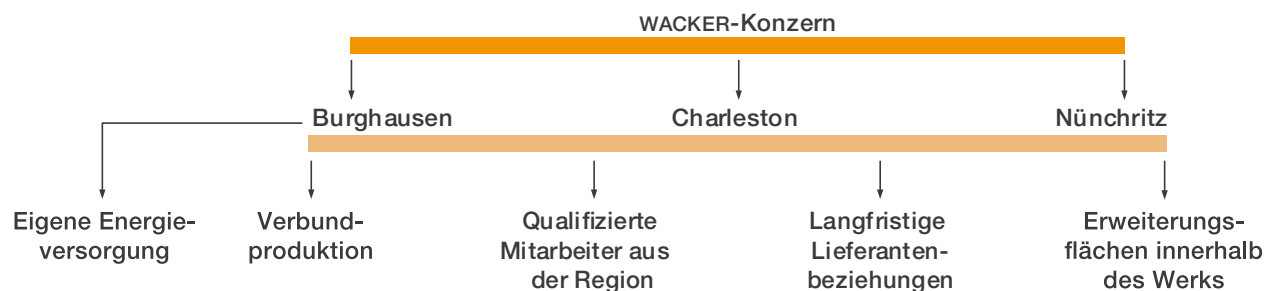 WACKER-Konzern
Burghausen
Charleston
Nünchritz
Eigene Energie-
versorgung
Verbund-
produktion
Qualifizierte
Mitarbeiter aus
der Region
Langfristige
Lieferanten-
beziehungen
Erweiterungs-
flächen innerhalb
des Werks